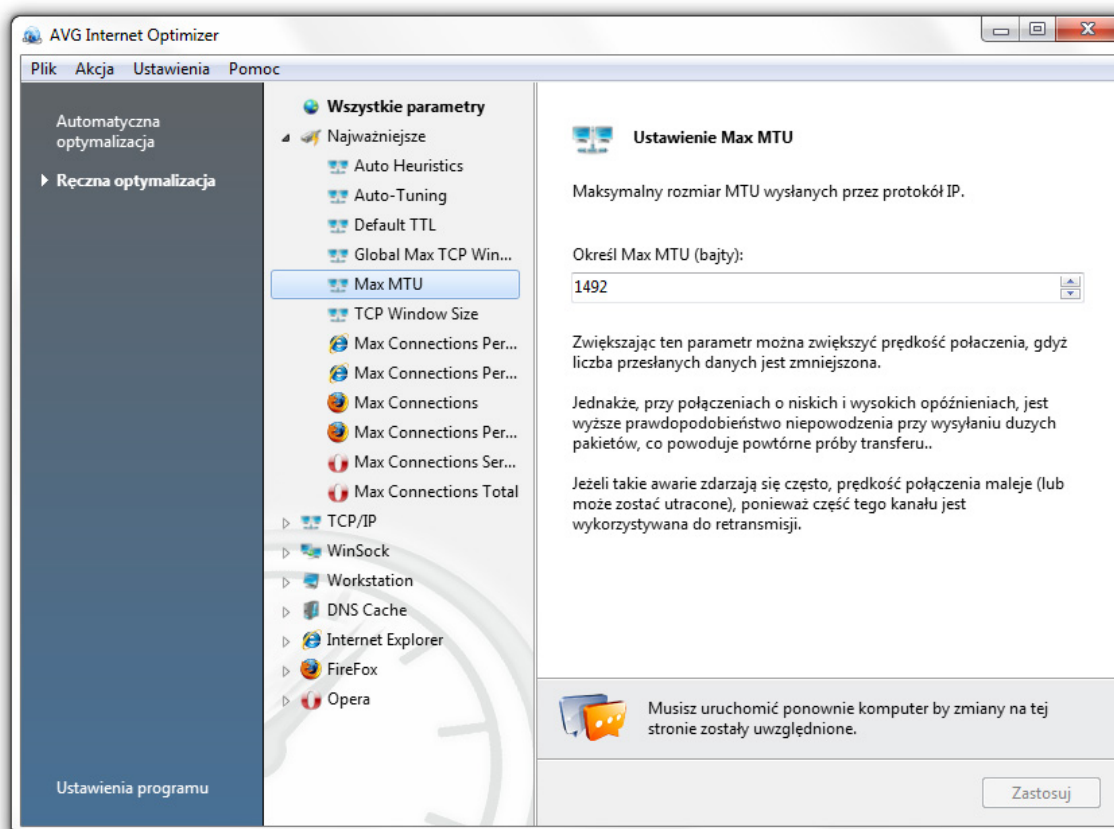 AVG Internet Optimizer
Plik Akcja Ustawienia Pomoc
Automatyczna
optymalizacja
Ręczna optymalizacja
Ustawienia programu
Wszystkie parametry
Najważniejsze
Auto Heuristics
Auto-Tuning
Default TTL
Global Max TCP Win...
Max MTU
TCP Window Size
Max Connections Per...
Max Connections Per...
Max Connections
Max Connections Per...
Max Connections Ser...
Max Connections Total
TCP/IP
WinSock
Workstation
DNS Cache
Internet Explorer
FireFox
Opera
Ustawienie Max MTU
Maksymalny rozmiar MTU wysłanych przez protokół IP.
Określ Max MTU (bajty):
1492
Zwiększając ten parametr można zwiększyć prędkość połaczenia, gdyż
liczba przesłanych danych jest zmniejszona.
Jednakże, przy połączeniach o niskich i wysokich opóźnieniach, jest
wyższe prawdopodobieństwo niepowodzenia przy wysyłaniu duzych
pakietów, co powoduje powtórne próby transferu..
Jeżeli takie awarie zdarzają się często, prędkość połączenia maleje (lub
może zostać utracone), ponieważ część tego kanału jest
wykorzystywana do retransmisji.
Musisz uruchomić ponownie komputer by zmiany na tej
stronie zostały uwzględnione.
Zastosuj